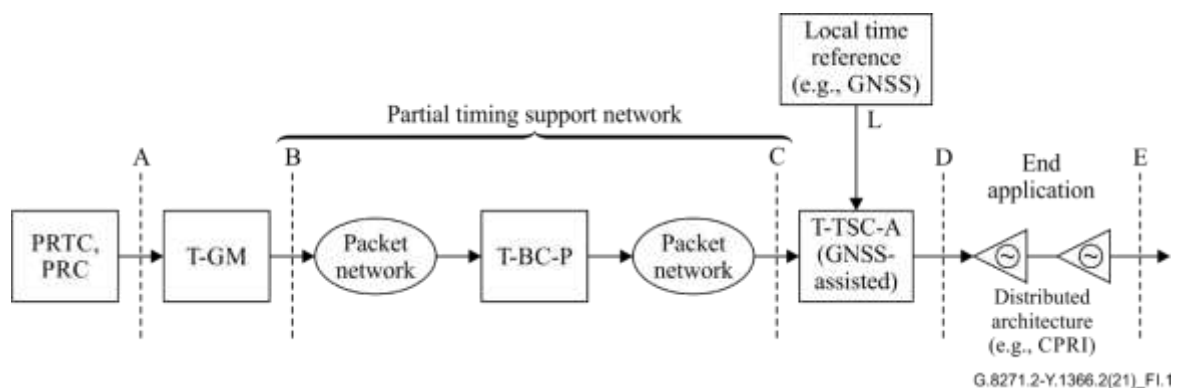 Local time
reference
(e.g., GNSS)
L
Partial timing support network
A
B
C
D
End
application
E
PRTC,
PRC
T-GM
Packet
network
T-BC-P
Packet
network
T-TSC-A
(GNSS-
assisted)
Distributed
architecture
(e.g., CPRI)
G.8271.2-Y.1366.2(21)_FI.1